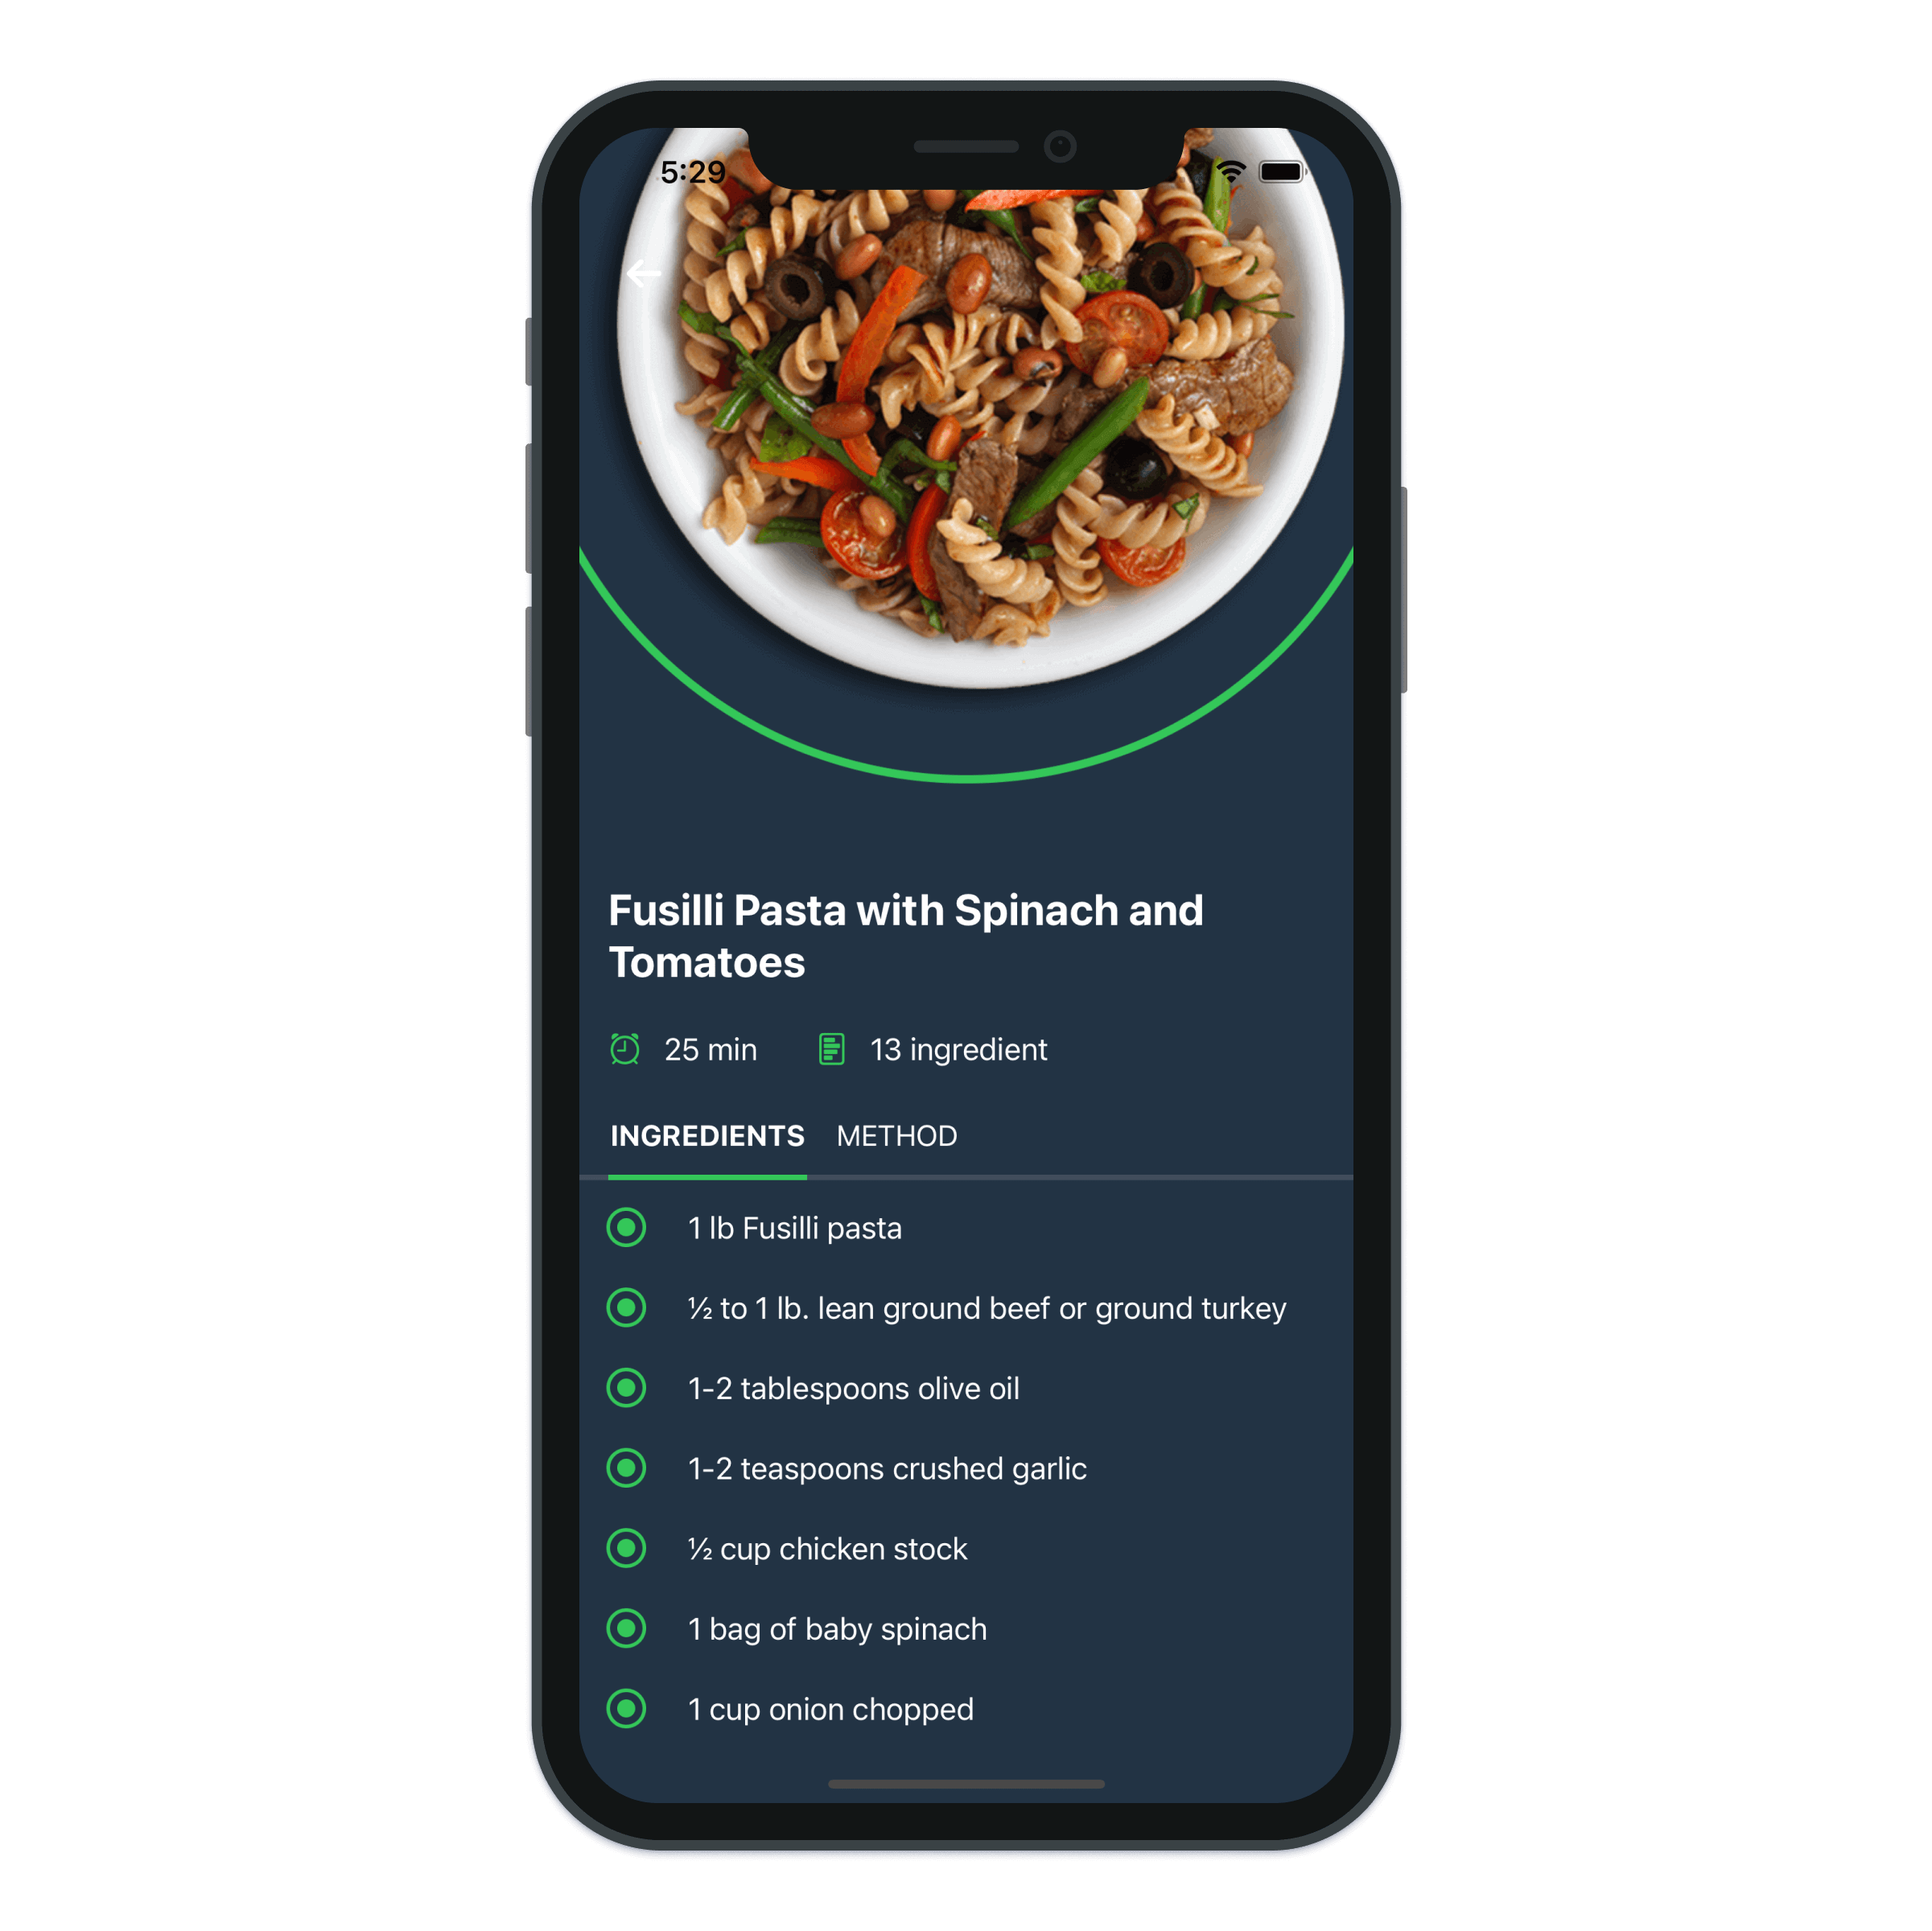 5:29
Fusilli Pasta with Spinach and
Tomatoes
25 min 13 ingredient
INGREDIENTS METHOD
1 lb Fusilli pasta
½ to 1 lb. lean ground beef or ground turkey
1-2 tablespoons olive oil
1-2 teaspoons crushed garlic
½ cup chicken stock
1 bag of baby spinach
1 cup onion chopped